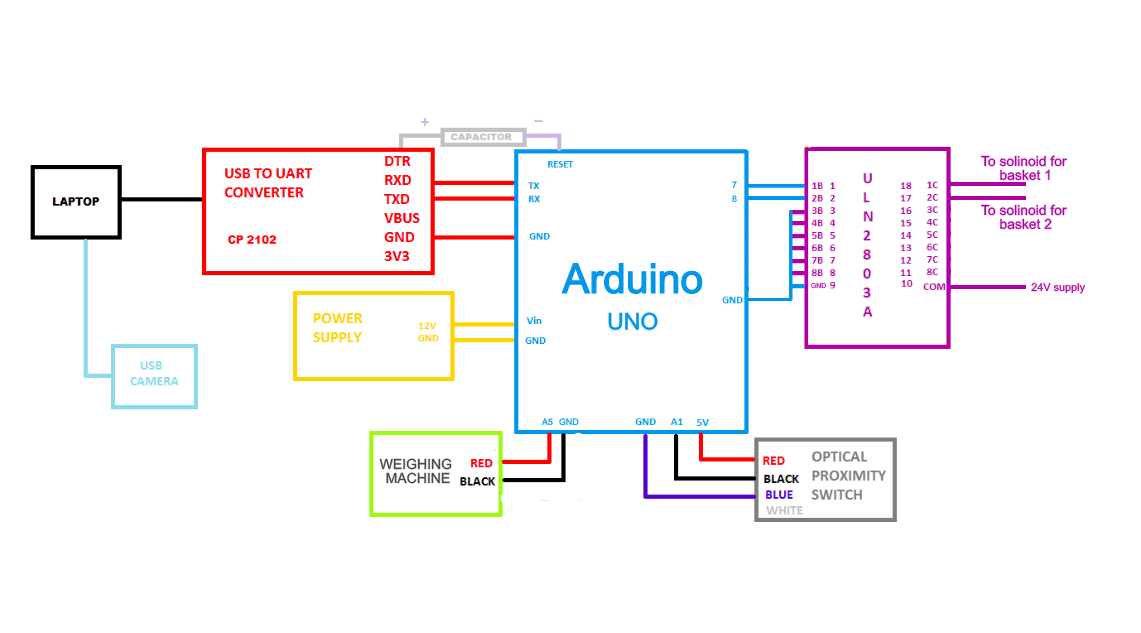 + CAPACITOR −
LAPTOP
USB TO UART
CONVERTER
CP 2102
DTR
RXD
TXD
VBUS
GND
3V3
USB
CAMERA
POWER
SUPPLY
12V
GND
RESET
TX
RX
GND
Arduino
UNO
Vin
GND
7
8
GND
A5 GND
GND A1 5V
WEIGHING
MACHINE
RED
BLACK
RED
BLACK
BLUE
WHITE
OPTICAL
PROXIMITY
SWITCH
1B 1
2B 2
3B 3
4B 4
5B 5
6B 6
7B 7
8B 8
GND 9
U
L
N
2
8
0
3
A
18 1C
17 2C
16 3C
15 4C
14 5C
13 6C
12 7C
11 8C
10 COM
To solinoid for
basket 1
To solinoid for
basket 2
24V supply